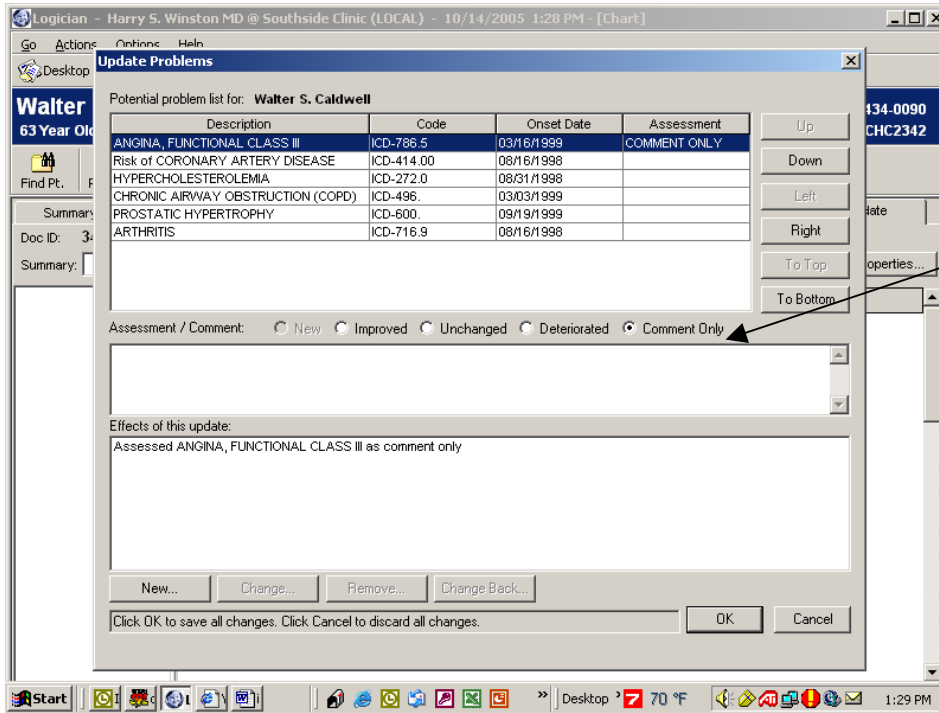 Logician - Harry S. Winston MD @ Southside Clinic (LOCAL) - 10/14/2005 1:28 PM - [Chart]
Go Actions Options Help
Desktop
Update Problems
Walter
63 Year Old
434-0090
CHC2342
Find Pt.
Summary
Doc ID: 34
Summary:
Properties...
Potential problem list for: Walter S. Caldwell
Description Code Onset Date Assessment
ANGINA, FUNCTIONAL CLASS III ICD-786.5 03/16/1999 COMMENT ONLY
Risk of CORONARY ARTERY DISEASE ICD-414.00 08/16/1998
HYPERCHOLESTEROLEMIA ICD-272.0 08/31/1998
CHRONIC AIRWAY OBSTRUCTION (COPD) ICD-496. 03/03/1999
PROSTATIC HYPERTROPHY ICD-600. 09/19/1999
ARTHRITIS ICD-716.9 08/16/1998
Up
Down
Left
Right
To Top
To Bottom
Assessment / Comment: New Improved Unchanged Deteriorated Comment Only
Effects of this update:
Assessed ANGINA, FUNCTIONAL CLASS III as comment only
New... Change... Remove... Change Back...
Click OK to save all changes. Click Cancel to discard all changes. OK Cancel
Start Desktop 70 °F 1:29 PM